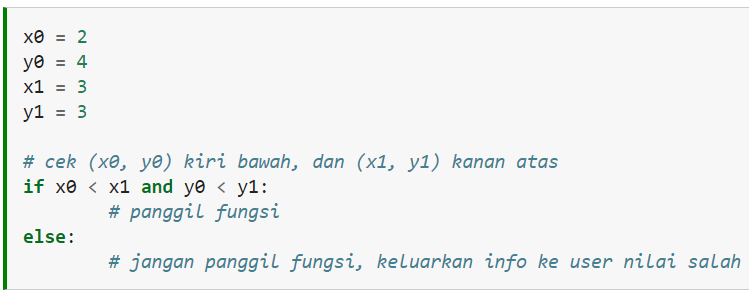 x0 = 2
y0 = 4
x1 = 3
y1 = 3

# cek (x0, y0) kiri bawah, dan (x1, y1) kanan atas
if x0 < x1 and y0 < y1:
        # panggil fungsi
else:
        # jangan panggil fungsi, keluarkan info ke user nilai salah